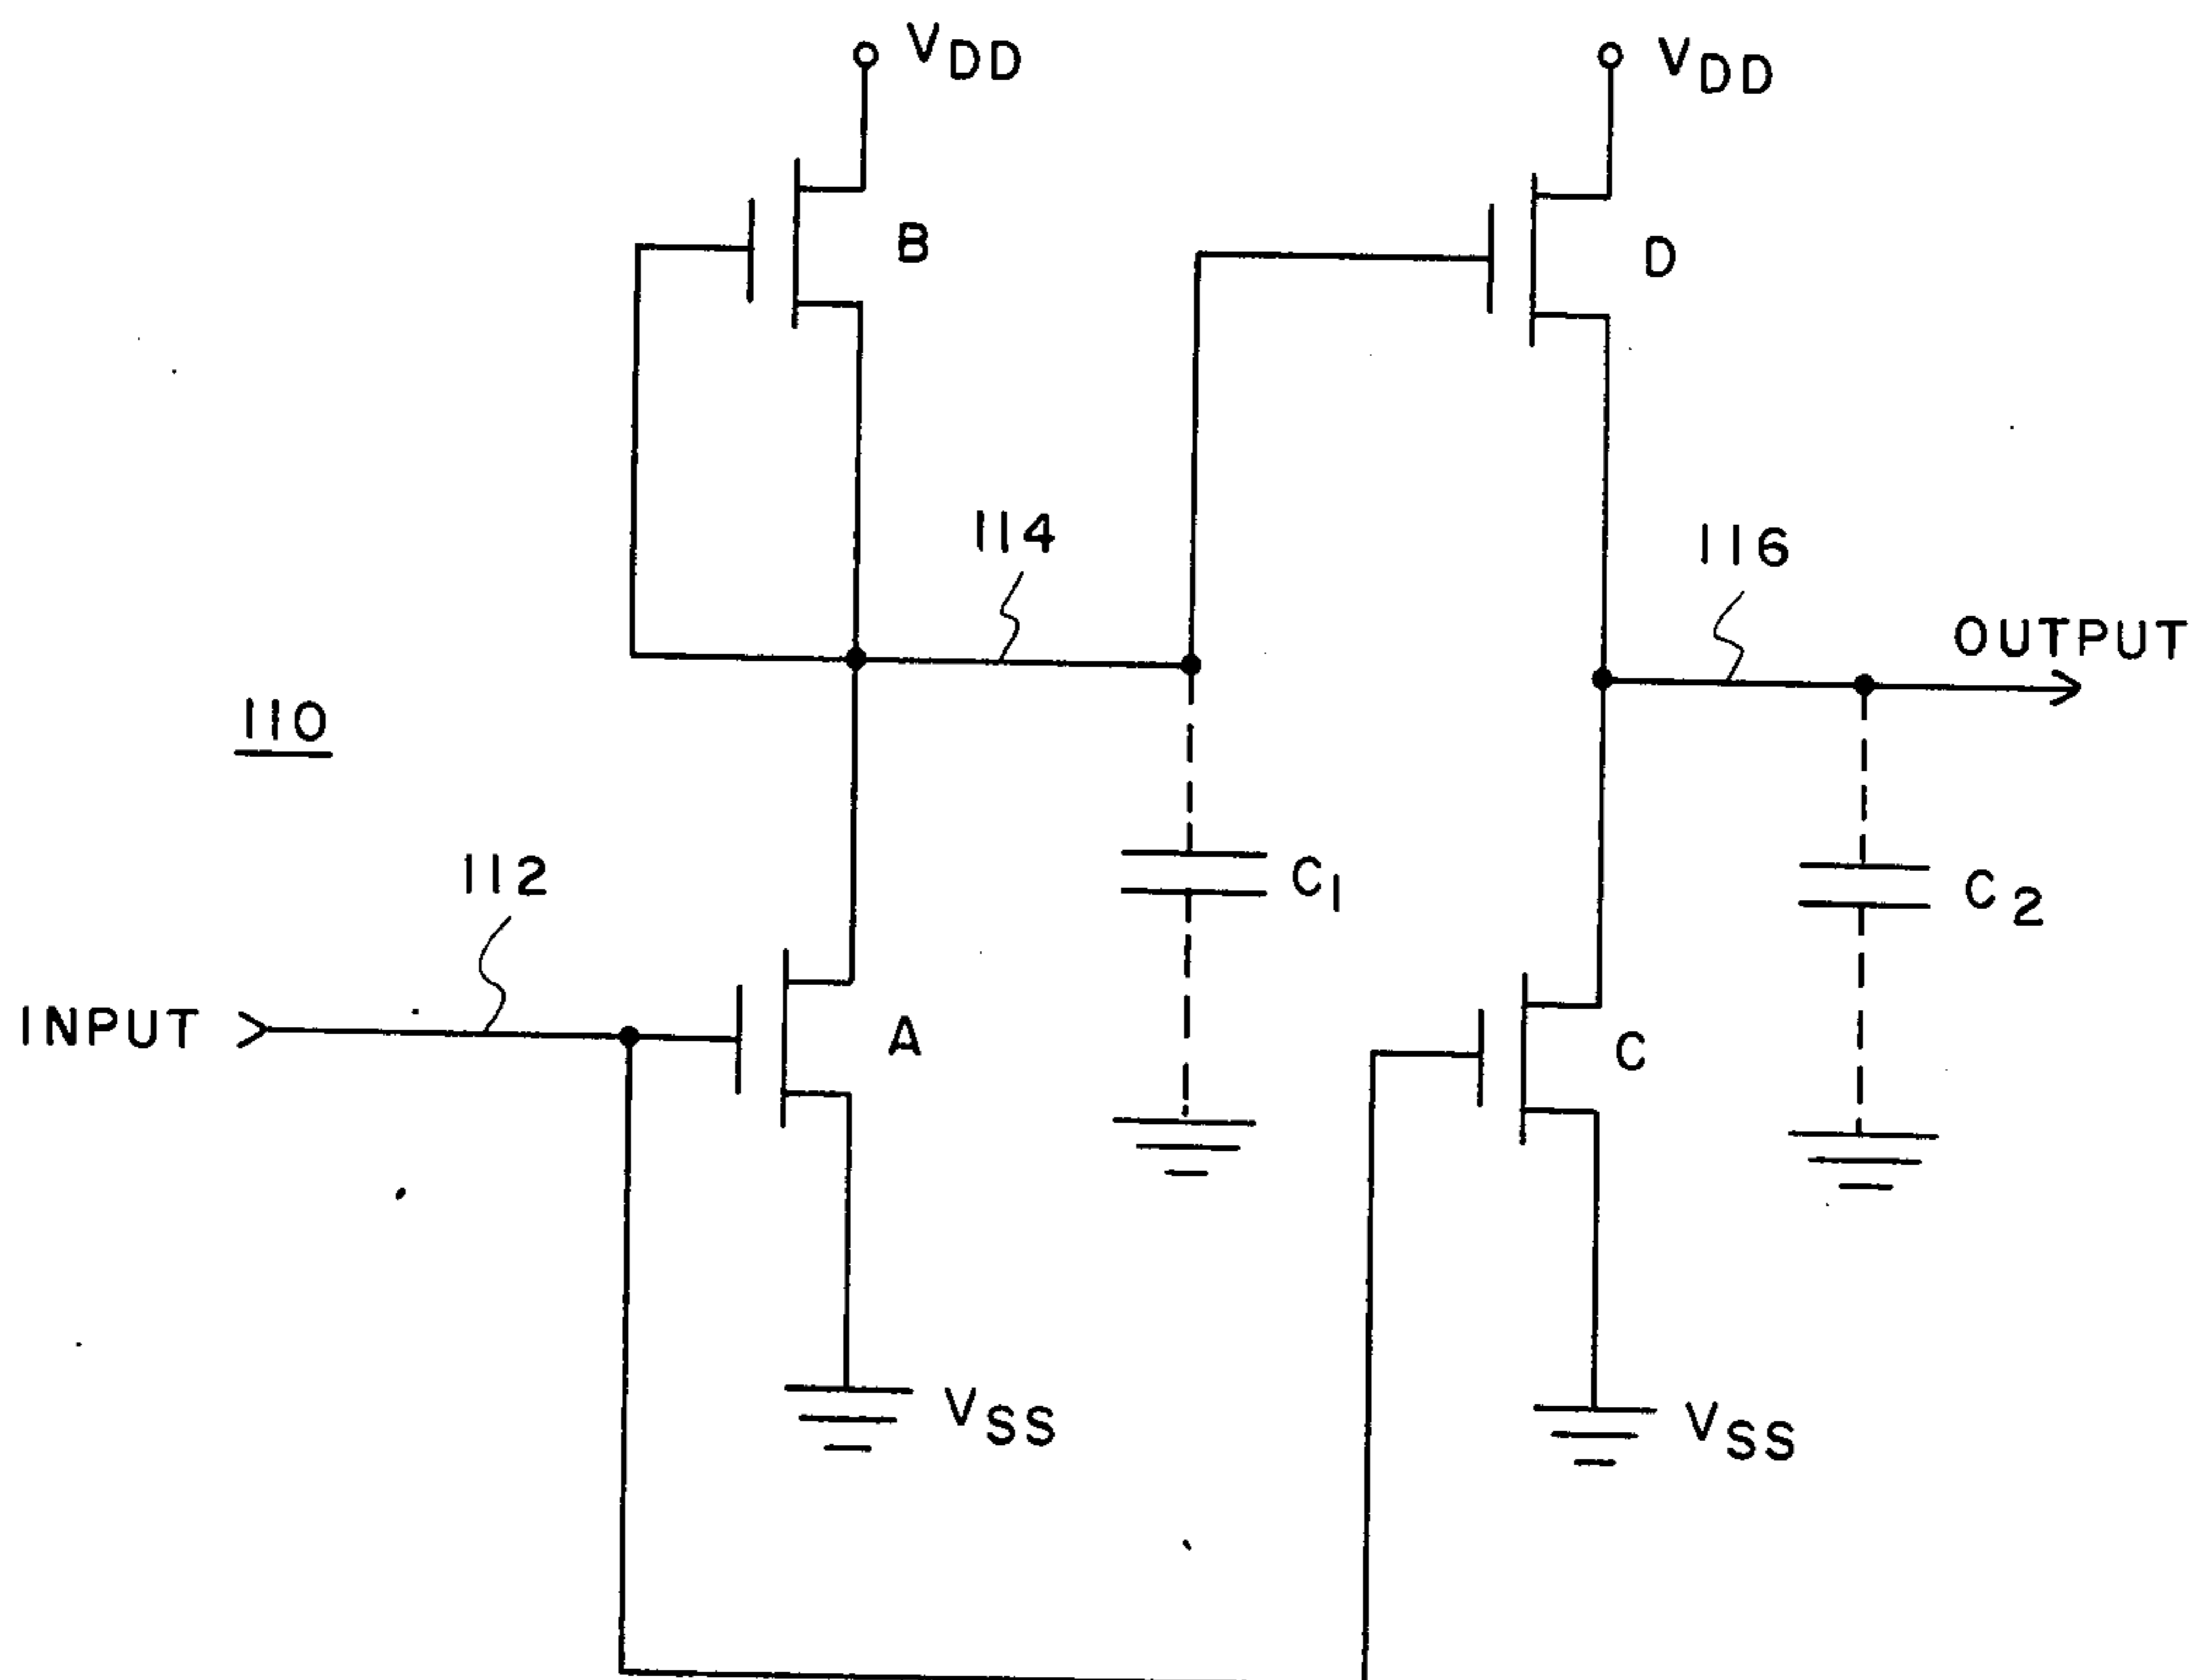 VDD
VDD
B
D
114
116
OUTPUT
110
112
C1
C2
INPUT
A
C
VSS
VSS